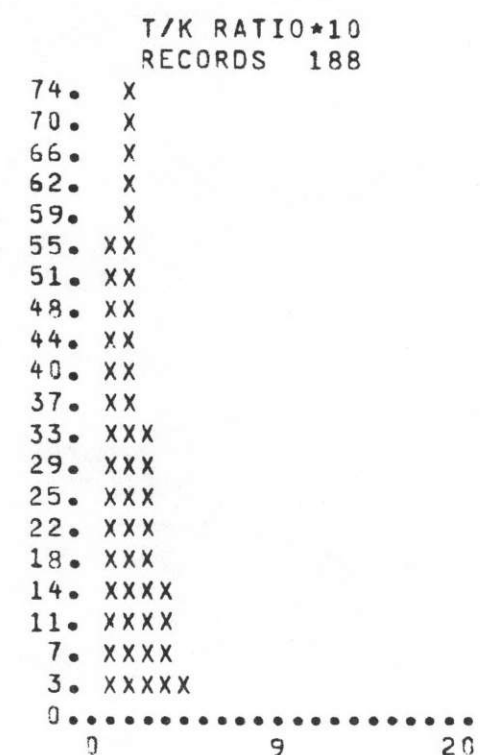 T/K RATIO*10
RECORDS 188
74. X
70. X
66. X
62. X
59. X
55. XX
51. XX
48. XX
44. XX
40. XX
37. XX
33. XXX
29. XXX
25. XXX
22. XXX
18. XXX
14. XXXX
11. XXXX
7. XXXX
3. XXXXX
0.....................
0 9 20